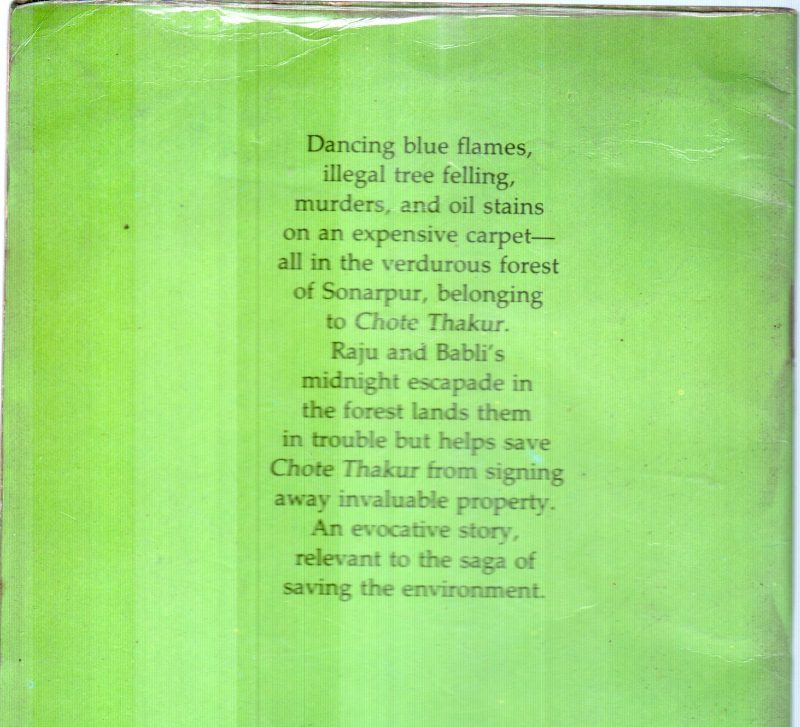 Dancing blue flames,
illegal tree felling,
murders, and oil stains
on an expensive carpet—
all in the verdurous forest
of Sonarpur, belonging
to Chote Thakur.
Raju and Babli's
midnight escapade in
the forest lands them
in trouble but helps save
Chote Thakur from signing
away invaluable property.
An evocative story,
relevant to the saga of
saving the environment.